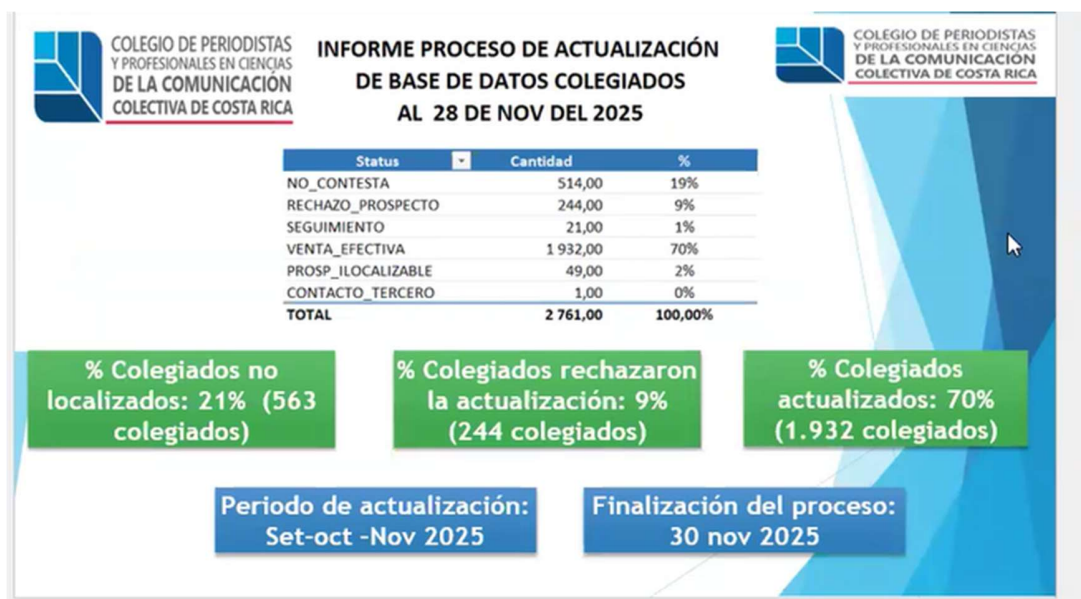 COLEGIO DE PERIODISTAS
Y PROFESIONALES EN CIENCIAS
DE LA COMUNICACIÓN
COLECTIVA DE COSTA RICA
INFORME PROCESO DE ACTUALIZACIÓN
DE BASE DE DATOS COLEGIADOS
AL 28 DE NOV DEL 2025
COLEGIO DE PERIODISTAS
Y PROFESIONALES EN CIENCIAS
DE LA COMUNICACIÓN
COLECTIVA DE COSTA RICA
Status Cantidad %
NO_CONTESTA 514,00 19%
RECHAZO_PROSPECTO 244,00 9%
SEGUIMIENTO 21,00 1%
VENTA_EFECTIVA 1 932,00 70%
PROSP_ILOCALIZABLE 49,00 2%
CONTACTO_TERCERO 1,00 0%
TOTAL 2 761,00 100,00%
% Colegiados no
localizados: 21% (563
colegiados)
% Colegiados rechazaron
la actualización: 9%
(244 colegiados)
% Colegiados
actualizados: 70%
(1.932 colegiados)
Periodo de actualización:
Set-oct -Nov 2025
Finalización del proceso:
30 nov 2025